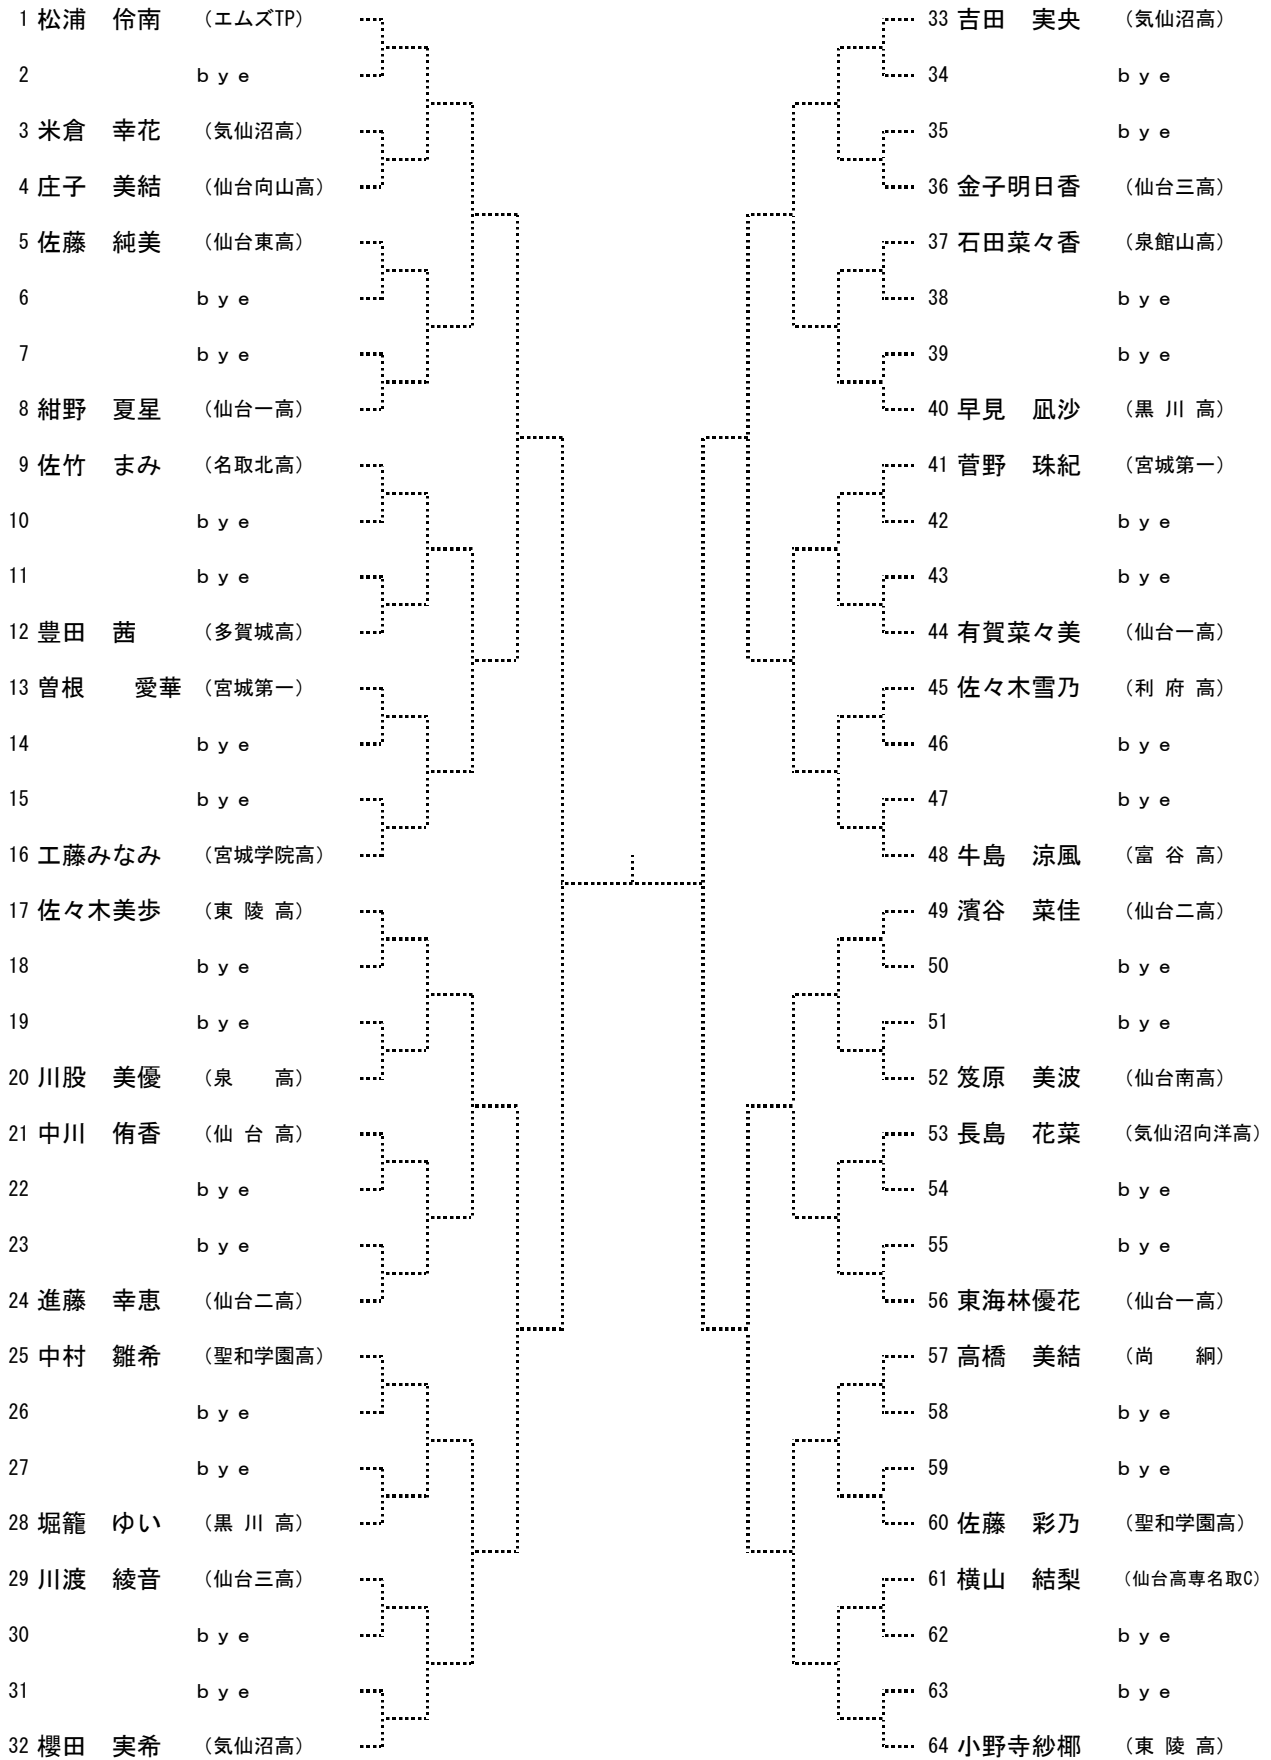 1 松浦　伶南 （エムズTP）
2 ｂｙｅ
3 米倉　幸花 （気仙沼高）
4 庄子　美結 （仙台向山高）
5 佐藤　純美 （仙台東高）
6 ｂｙｅ
7 ｂｙｅ
8 紺野　夏星 （仙台一高）
9 佐竹　まみ （名取北高）
10 ｂｙｅ
11 ｂｙｅ
12 豊田　茜 （多賀城高）
13 曽根　愛華 （宮城第一）
14 ｂｙｅ
15 ｂｙｅ
16 工藤みなみ （宮城学院高）
17 佐々木美歩 （東 陵 高）
18 ｂｙｅ
19 ｂｙｅ
20 川股　美優 （泉　　高）
21 中川　侑香 （仙 台 高）
22 ｂｙｅ
23 ｂｙｅ
24 進藤　幸恵 （仙台二高）
25 中村　雛希 （聖和学園高）
26 ｂｙｅ
27 ｂｙｅ
28 堀籠　ゆい （黒 川 高）
29 川渡　綾音 （仙台三高）
30 ｂｙｅ
31 ｂｙｅ
32 櫻田　実希 （気仙沼高）
33 吉田　実央 （気仙沼高）
34 ｂｙｅ
35 ｂｙｅ
36 金子明日香 （仙台三高）
37 石田菜々香 （泉館山高）
38 ｂｙｅ
39 ｂｙｅ
40 早見　凪沙 （黒 川 高）
41 菅野　珠紀 （宮城第一）
42 ｂｙｅ
43 ｂｙｅ
44 有賀菜々美 （仙台一高）
45 佐々木雪乃 （利 府 高）
46 ｂｙｅ
47 ｂｙｅ
48 牛島　涼風 （富 谷 高）
49 濱谷　菜佳 （仙台二高）
50 ｂｙｅ
51 ｂｙｅ
52 笈原　美波 （仙台南高）
53 長島　花菜 （気仙沼向洋高）
54 ｂｙｅ
55 ｂｙｅ
56 東海林優花 （仙台一高）
57 高橋　美結 （尚　　絅）
58 ｂｙｅ
59 ｂｙｅ
60 佐藤　彩乃 （聖和学園高）
61 横山　結梨 （仙台高専名取C）
62 ｂｙｅ
63 ｂｙｅ
64 小野寺紗椰 （東 陵 高）